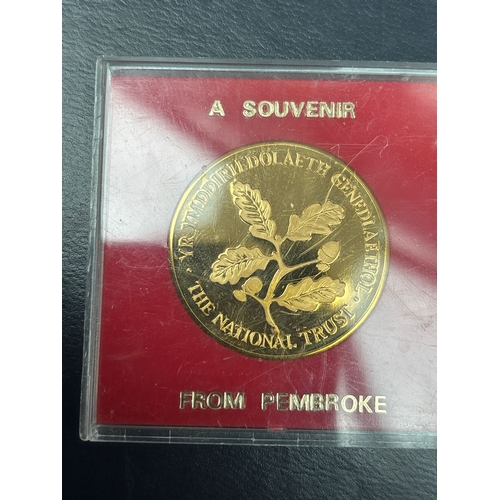 A SOUVENIR
· YR YMDDIRIEDOLAETH GENEDLAETHOL ·
THE NATIONAL TRUST
FROM PEMBROKE